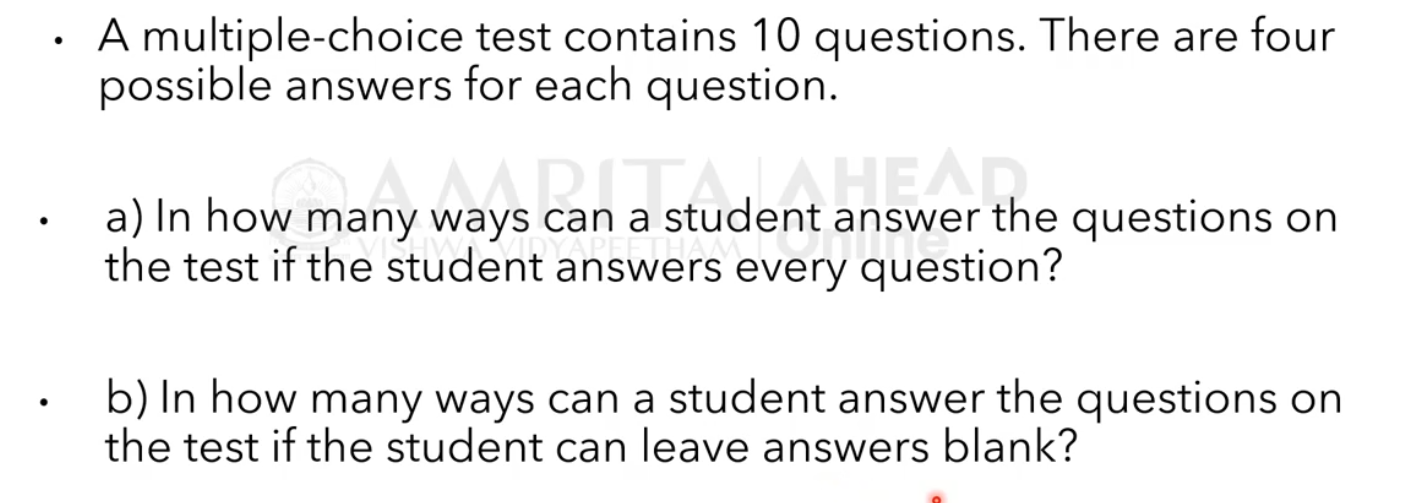 • A multiple-choice test contains 10 questions. There are four
possible answers for each question.
AMRITA AHEAD
• a) In how many ways can a student answer the questions on
VISHWA VIDYAPEETHAM Online
the test if the student answers every question?
• b) In how many ways can a student answer the questions on
the test if the student can leave answers blank?